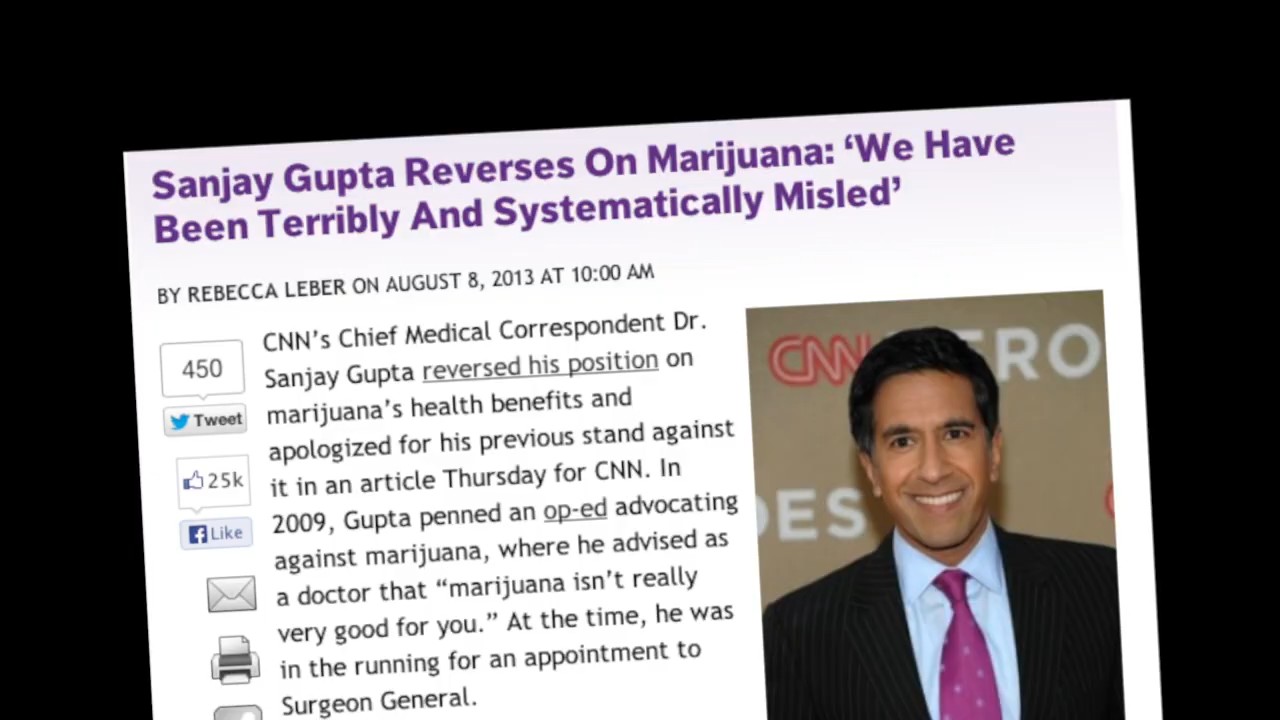 Sanjay Gupta Reverses On Marijuana: ‘We Have
Been Terribly And Systematically Misled’
BY REBECCA LEBER ON AUGUST 8, 2013 AT 10:00 AM
450
Tweet
25k
Like
CNN’s Chief Medical Correspondent Dr.
Sanjay Gupta reversed his position on
marijuana’s health benefits and
apologized for his previous stand against
it in an article Thursday for CNN. In
2009, Gupta penned an op-ed advocating
against marijuana, where he advised as
a doctor that “marijuana isn’t really
very good for you.” At the time, he was
in the running for an appointment to
Surgeon General.
CNN ERO
DES